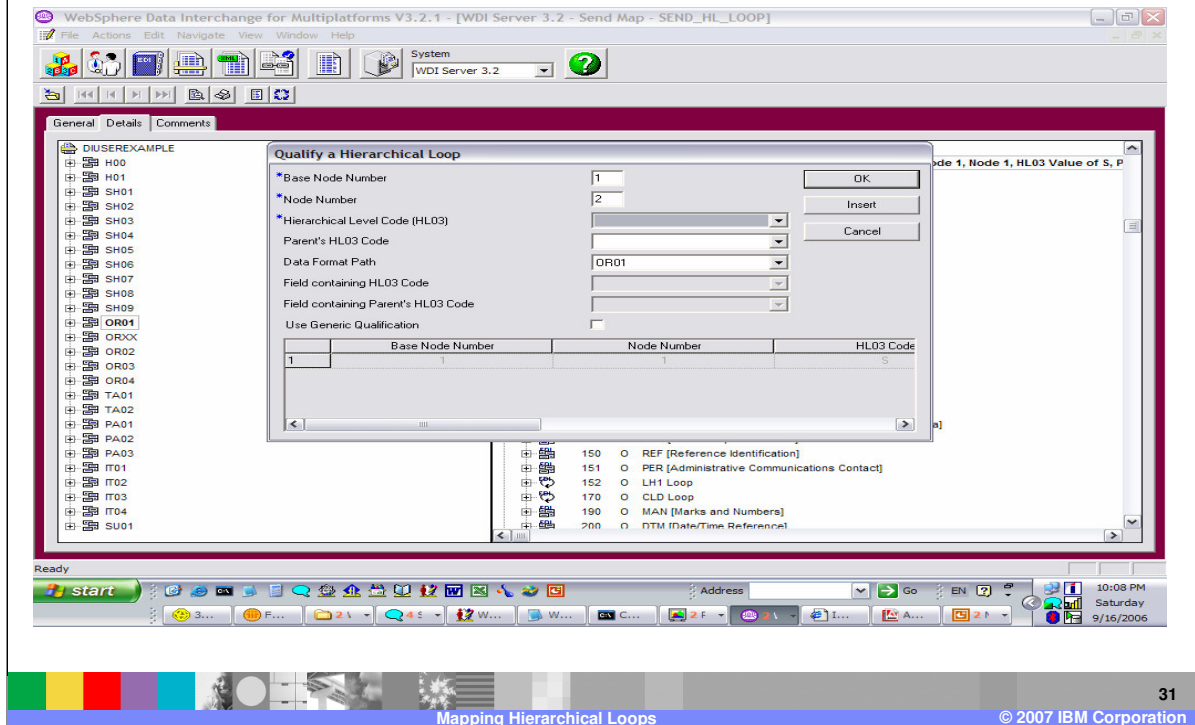 WebSphere Data Interchange for Multiplatforms V3.2.1 - [WDI Server 3.2 - Send Map - SEND_HL_LOOP]
File Actions Edit Navigate View Window Help
System
WDI Server 3.2
General Details Comments
DIUSEREXAMPLE
H00
H01
SH01
SH02
SH03
SH04
SH05
SH06
SH07
SH08
SH09
OR01
ORXX
OR02
OR03
OR04
TA01
TA02
PA01
PA02
PA03
IT01
IT02
IT03
IT04
SU01
Qualify a Hierarchical Loop
*Base Node Number 1
*Node Number 2
*Hierarchical Level Code (HL03)
Parent's HL03 Code
Data Format Path OR01
Field containing HL03 Code
Field containing Parent's HL03 Code
Use Generic Qualification
OK
Insert
Cancel
Base Node Number Node Number HL03 Code
1 1 1 S
ode 1, Node 1, HL03 Value of S, P
a]
150 O REF [Reference Identification]
151 O PER [Administrative Communications Contact]
152 O LH1 Loop
170 O CLD Loop
190 O MAN [Marks and Numbers]
200 O DTM [Date/Time Reference]
Ready
start
Address
Go
EN
10:08 PM
Saturday
9/16/2006
3...
F...
2
4
W...
W...
C...
2 F
2
I...
A...
2
31
Mapping Hierarchical Loops
© 2007 IBM Corporation